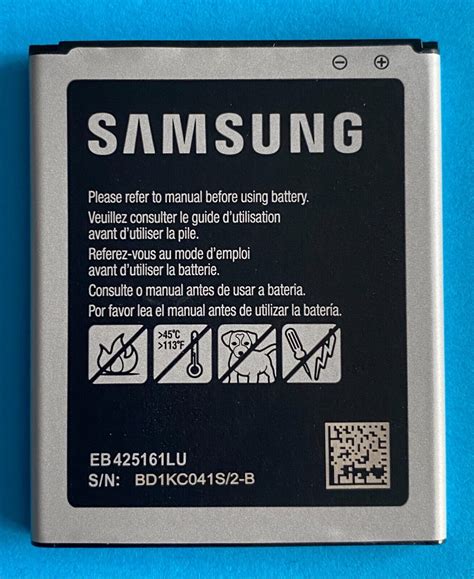 ⊖ ⊕
SAMSUNG
Please refer to manual before using battery.
Veuillez consulter le guide d'utilisation
avant d'utiliser la pile.
Referez-vous au mode d'emploi
avant d'utiliser la batterie.
Consulte o manual antes de usar a bateria.
Por favor lea el manual antes de utilizar la batería.
>45°C
>113°F
EB425161LU
S/N: BD1KC041S/2-B